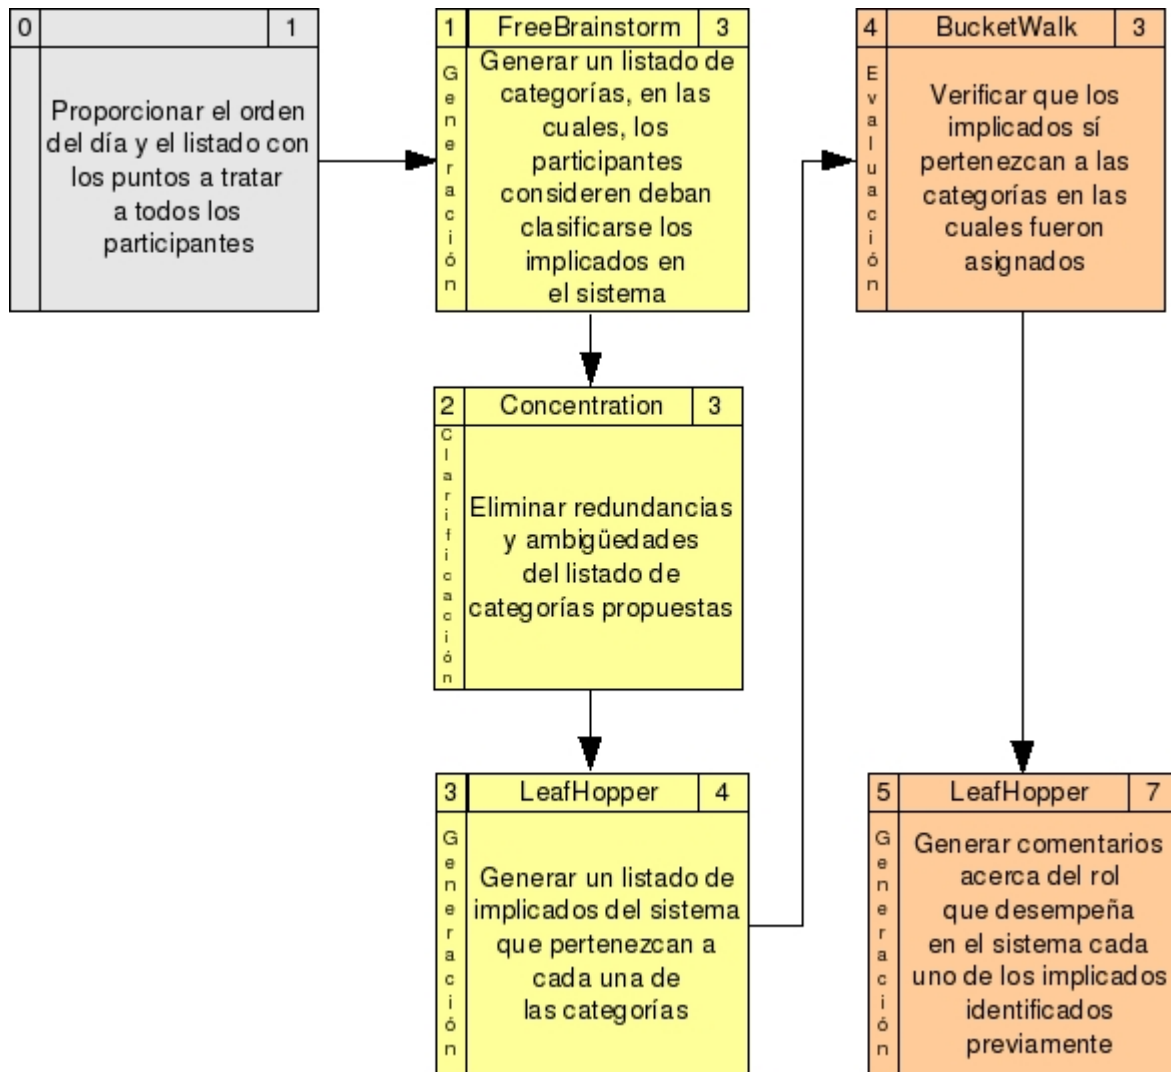 0 1
Proporcionar el orden
del día y el listado con
los puntos a tratar
a todos los
participantes
1 FreeBrainstorm 3
Generación
Generar un listado de
categorías, en las
cuales, los
participantes
consideren deban
clasificarse los
implicados en
el sistema
2 Concentration 3
Clarificación
Eliminar redundancias
y ambigüedades
del listado de
categorías propuestas
3 LeafHopper 4
Generación
Generar un listado de
implicados del sistema
que pertenezcan a
cada una de
las categorías
4 BucketWalk 3
Evaluación
Verificar que los
implicados sí
pertenezcan a las
categorías en las
cuales fueron
asignados
5 LeafHopper 7
Generación
Generar comentarios
acerca del rol
que desempeña
en el sistema cada
uno de los implicados
identificados
previamente